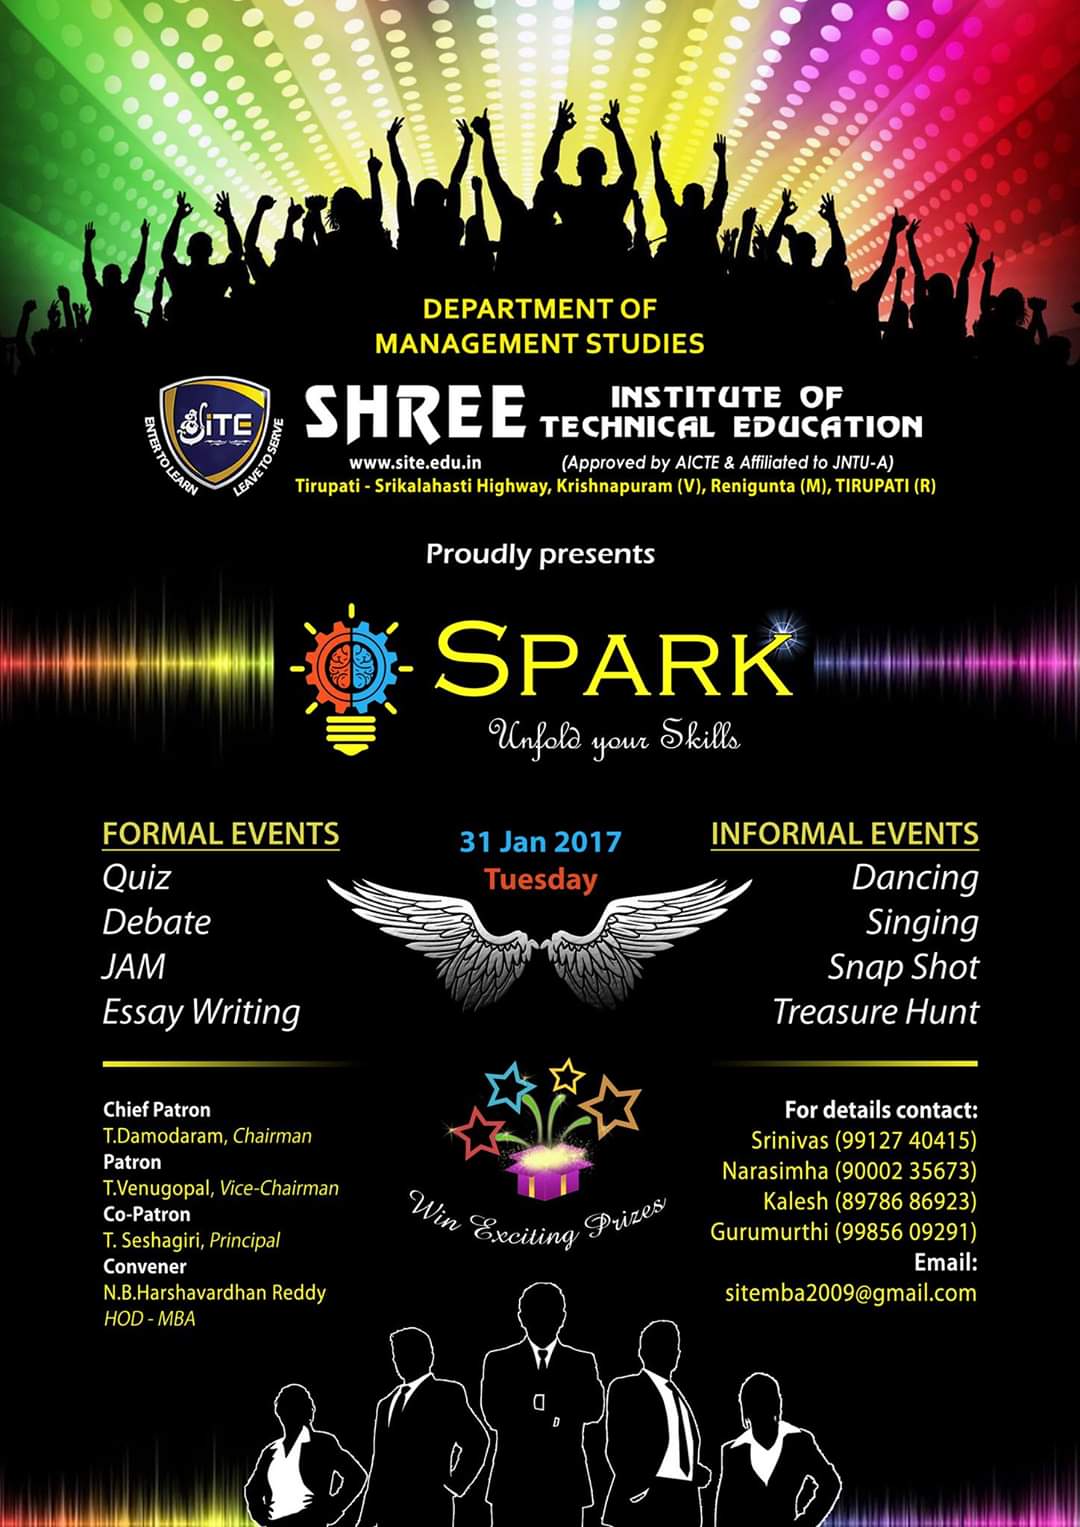 DEPARTMENT OF
MANAGEMENT STUDIES
SiTE
ENTER TO LEARN
LEAVE TO SERVE
SHREE INSTITUTE OF
TECHNICAL EDUCATION
www.site.edu.in
(Approved by AICTE & Affiliated to JNTU-A)
Tirupati - Srikalahasti Highway, Krishnapuram (V), Renigunta (M), TIRUPATI (R)
Proudly presents
SPARK
Unfold your Skills
31 Jan 2017
Tuesday
FORMAL EVENTS
Quiz
Debate
JAM
Essay Writing
INFORMAL EVENTS
Dancing
Singing
Snap Shot
Treasure Hunt
Chief Patron
T.Damodaram, Chairman
Patron
T.Venugopal, Vice-Chairman
Co-Patron
T. Seshagiri, Principal
Convener
N.B.Harshavardhan Reddy
HOD - MBA
Win Exciting Prizes
For details contact:
Srinivas (99127 40415)
Narasimha (90002 35673)
Kalesh (89786 86923)
Gurumurthi (99856 09291)
Email:
sitemba2009@gmail.com